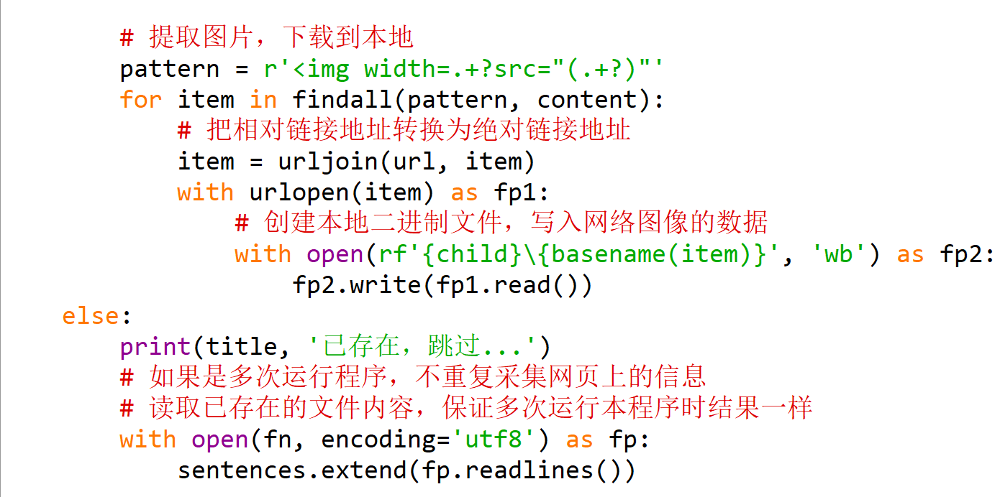 # 提取图片，下载到本地
pattern = r'<img width=.+?src="(.+?)"'
for item in findall(pattern, content):
# 把相对链接地址转换为绝对链接地址
item = urljoin(url, item)
with urlopen(item) as fp1:
# 创建本地二进制文件，写入网络图像的数据
with open(rf'{child}\{basename(item)}', 'wb') as fp2:
fp2.write(fp1.read())
else:
print(title, '已存在，跳过...')
# 如果是多次运行程序，不重复采集网页上的信息
# 读取已存在的文件内容，保证多次运行本程序时结果一样
with open(fn, encoding='utf8') as fp:
sentences.extend(fp.readlines())